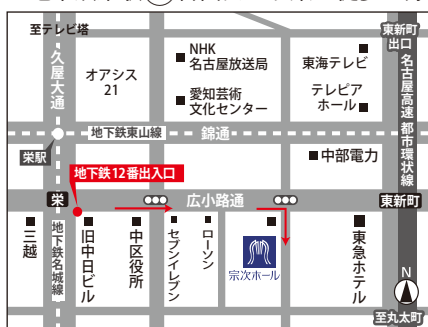 至テレビ塔
久屋大通
オアシス
21
NHK
名古屋放送局
愛知芸術
文化センター
東海テレビ
テレピア
ホール
東新町
出口
名古屋高速 都市環状線
地下鉄東山線
錦通
栄駅
中部電力
地下鉄12番出入口
栄
広小路通
東新町
三越
地下鉄名城線
旧中日ビル
中区役所
セブンイレブン
ローソン
宗次ホール
東急ホテル
N
至丸太町